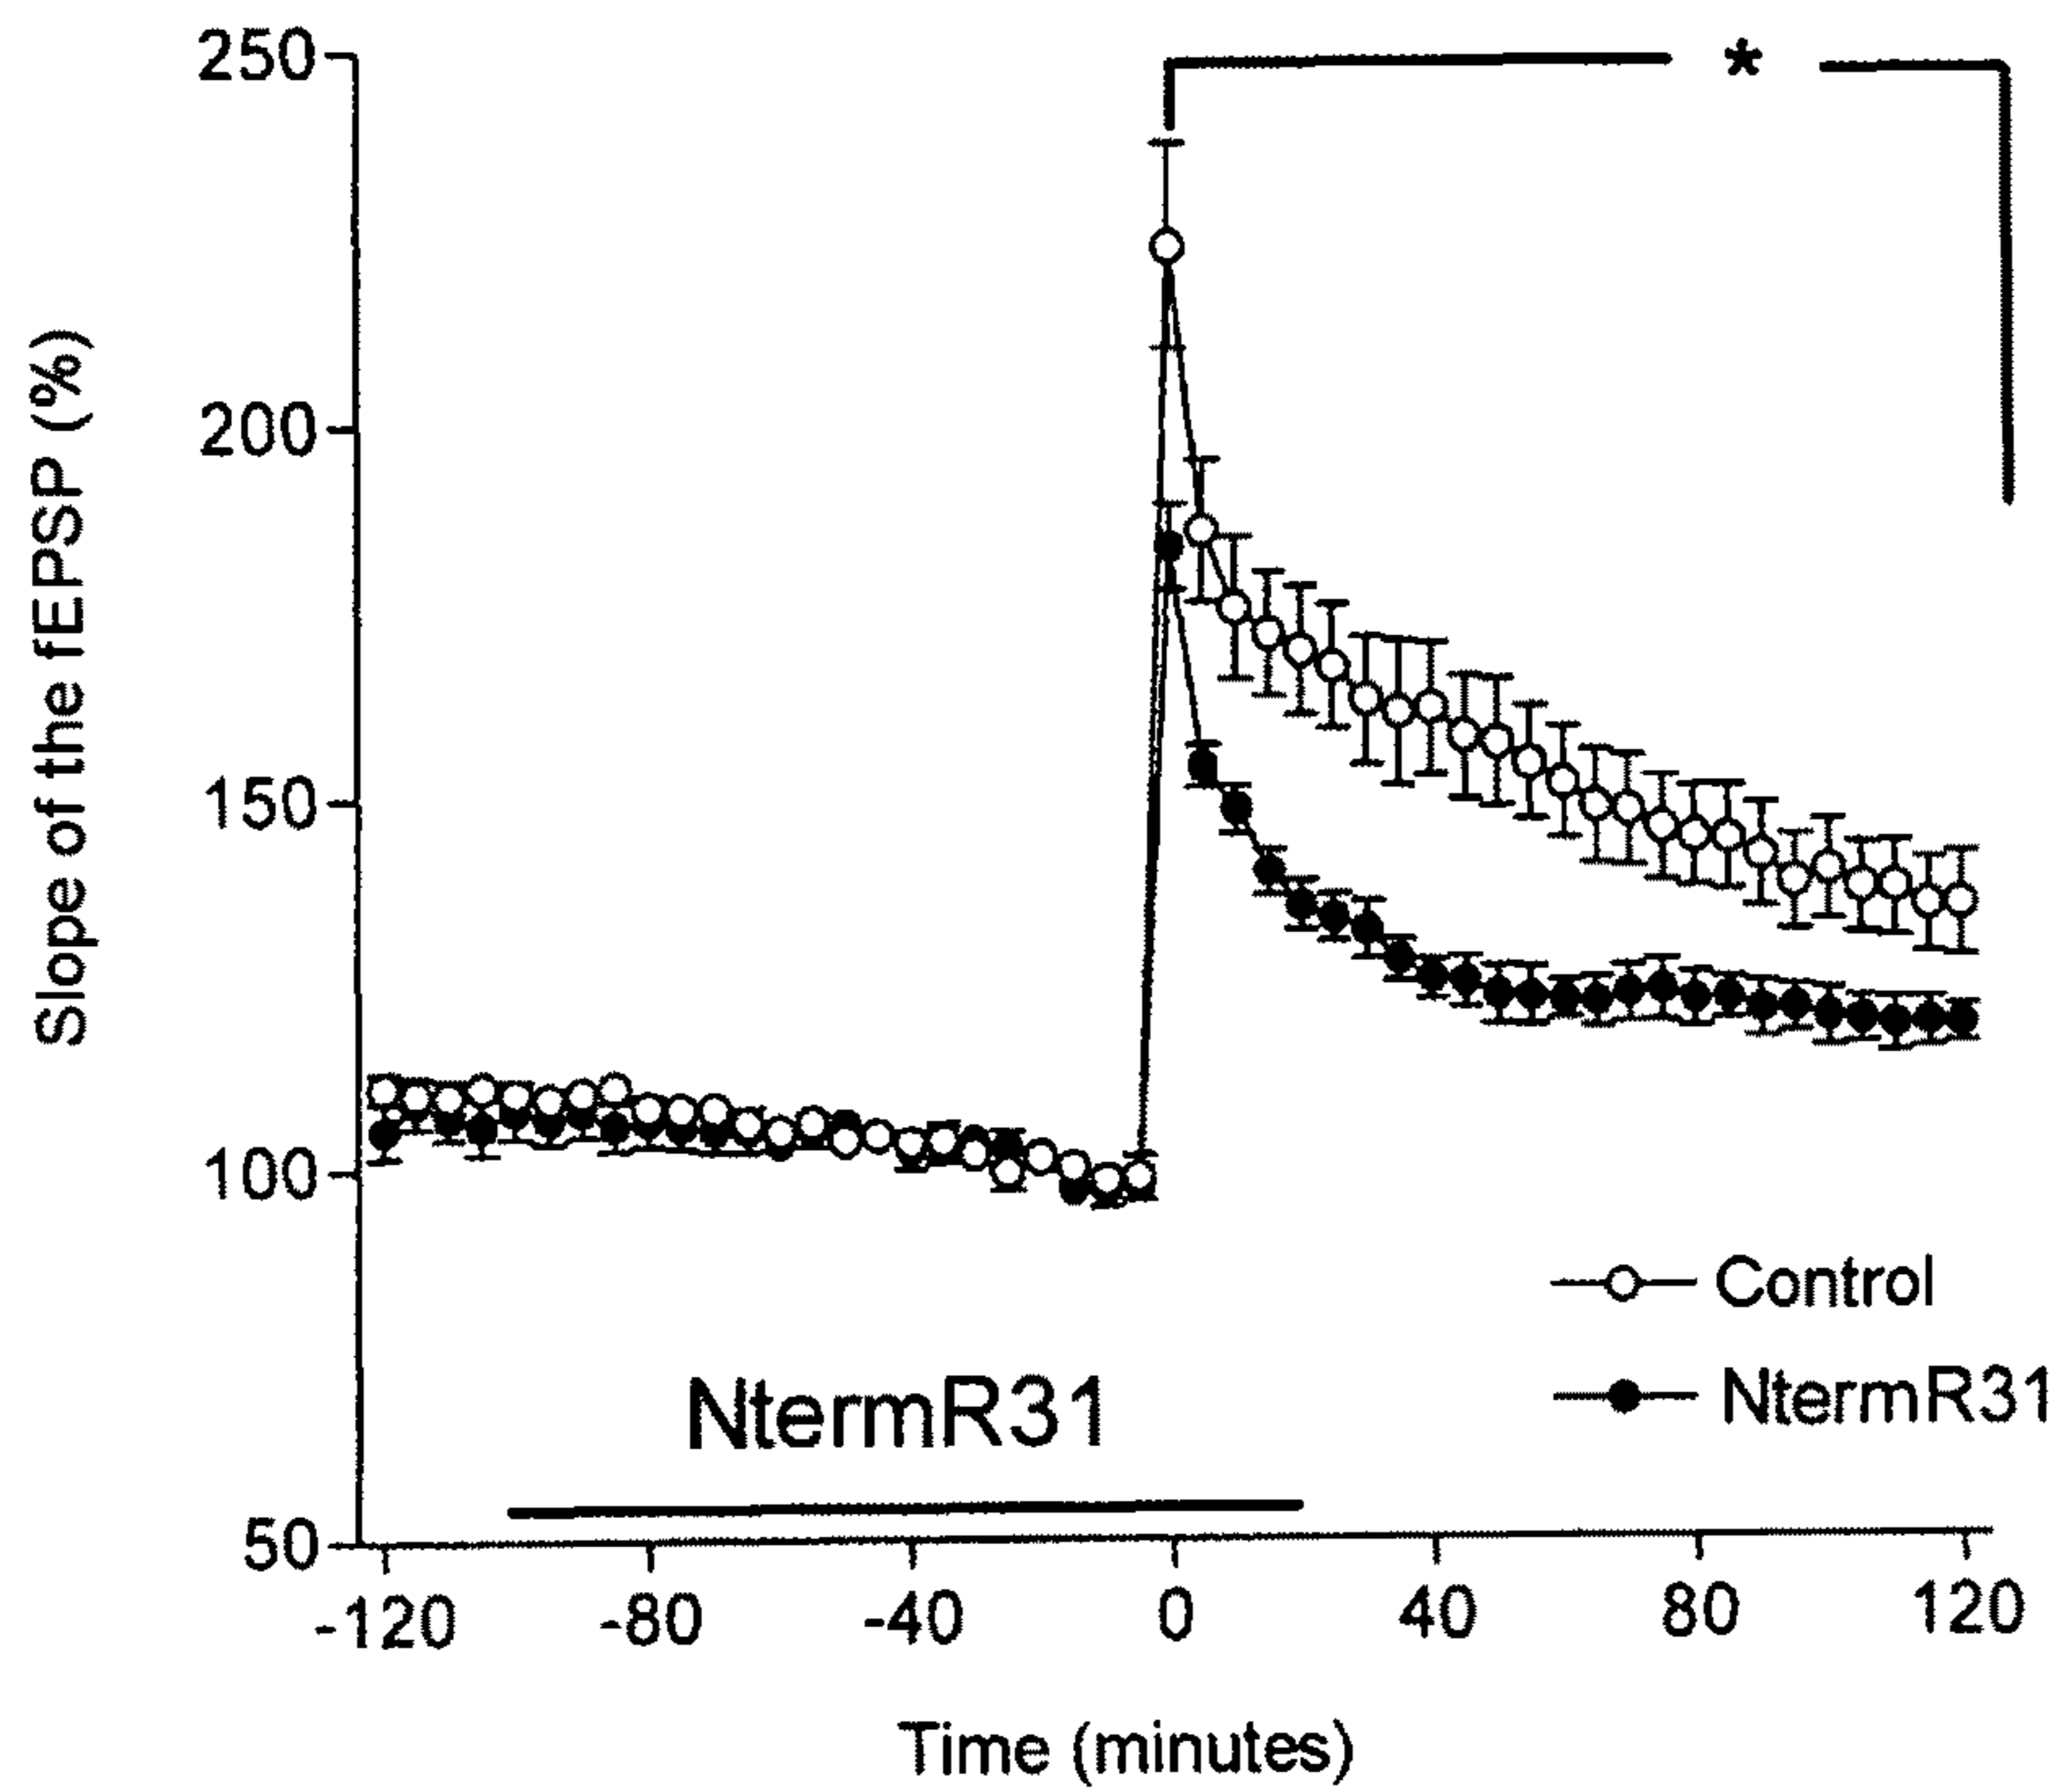 250
*
200
150
100
50
Slope of the fEPSP (%)
Control
NtermR31
NtermR31
-120 -80 -40 0 40 80 120
Time (minutes)